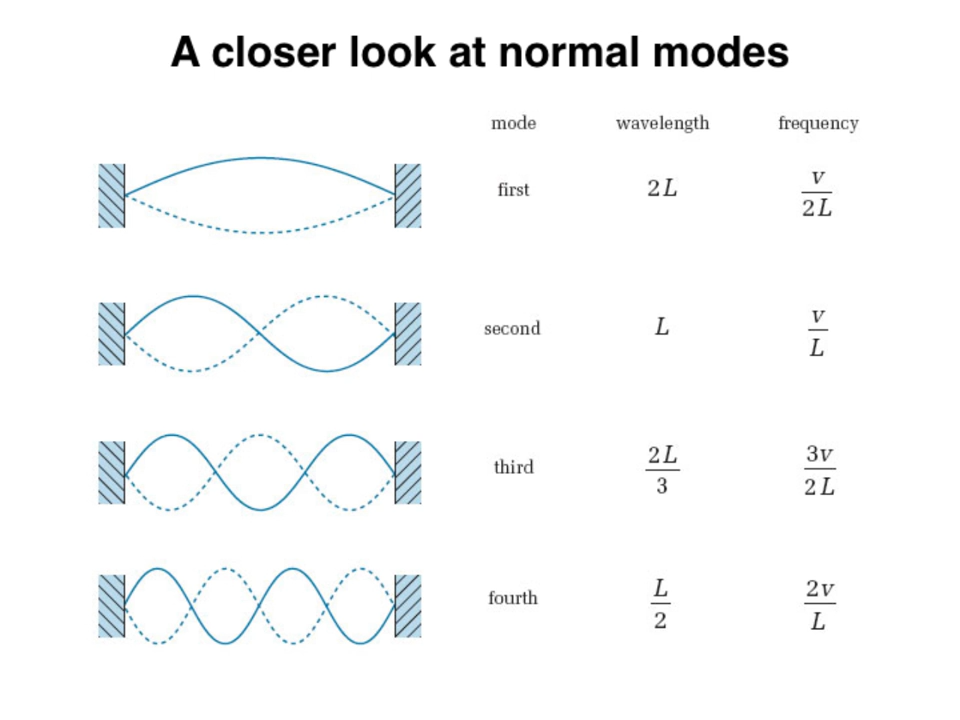 A closer look at normal modes
mode wavelength frequency
first 2L v/2L
second L v/L
third 2L/3 3v/2L
fourth L/2 2v/L